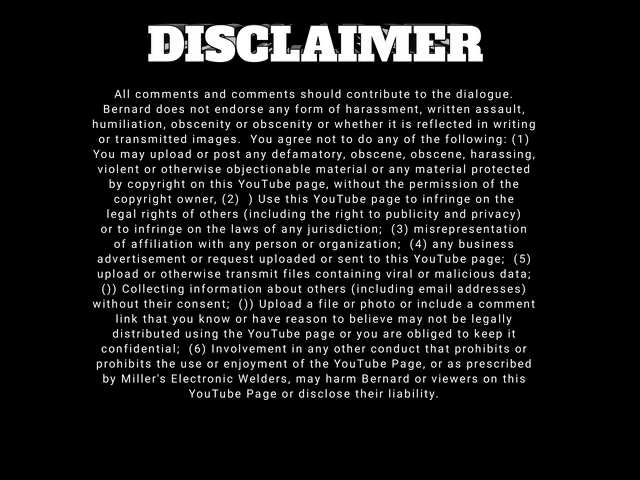 DISCLAIMER
All comments and comments should contribute to the dialogue.
Bernard does not endorse any form of harassment, written assault,
humiliation, obscenity or obscenity or whether it is reflected in writing
or transmitted images.  You agree not to do any of the following: (1)
You may upload or post any defamatory, obscene, obscene, harassing,
violent or otherwise objectionable material or any material protected
by copyright on this YouTube page, without the permission of the
copyright owner, (2)  ) Use this YouTube page to infringe on the
legal rights of others (including the right to publicity and privacy)
or to infringe on the laws of any jurisdiction;  (3) misrepresentation
of affiliation with any person or organization;  (4) any business
advertisement or request uploaded or sent to this YouTube page;  (5)
upload or otherwise transmit files containing viral or malicious data;
()) Collecting information about others (including email addresses)
without their consent;  ()) Upload a file or photo or include a comment
link that you know or have reason to believe may not be legally
distributed using the YouTube page or you are obliged to keep it
confidential;  (6) Involvement in any other conduct that prohibits or
prohibits the use or enjoyment of the YouTube Page, or as prescribed
by Miller's Electronic Welders, may harm Bernard or viewers on this
YouTube Page or disclose their liability.